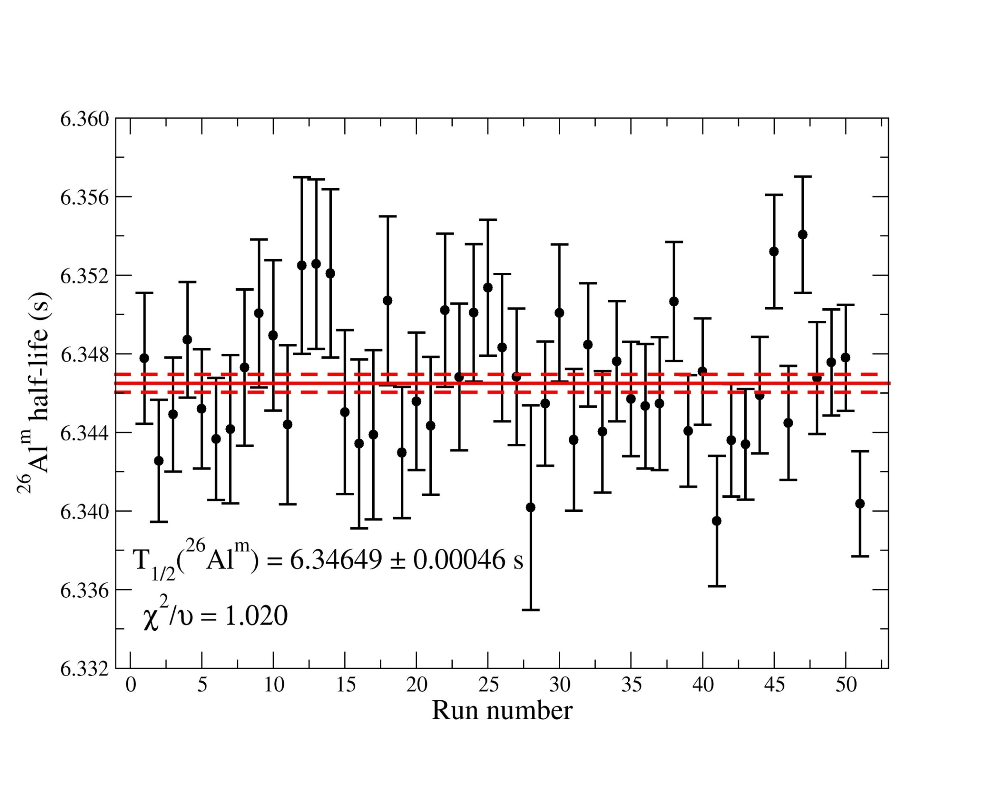 6.360
6.356
6.352
6.348
6.344
6.340
6.336
6.332
²⁶Alᵐ half-life (s)
T₁/₂(²⁶Alᵐ) = 6.34649 ± 0.00046 s
χ²/υ = 1.020
0 5 10 15 20 25 30 35 40 45 50
Run number